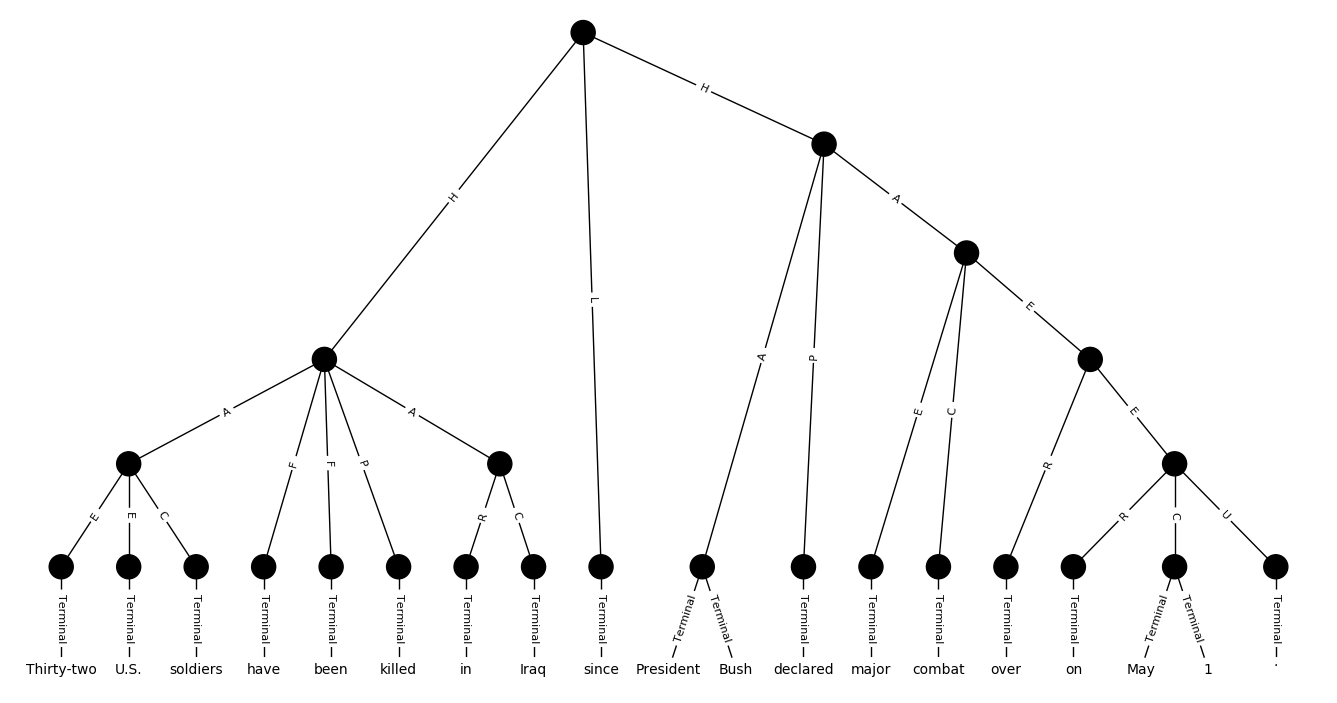 H
H
A
L
E
A
P
A
A
E
C
E
F
F
P
R
E
E
C
R
C
R
C
U
Terminal Terminal Terminal Terminal Terminal Terminal Terminal Terminal Terminal Terminal Terminal Terminal Terminal Terminal Terminal Terminal Terminal Terminal Terminal
Thirty-two U.S. soldiers have been killed in Iraq since President Bush declared major combat over on May 1 .